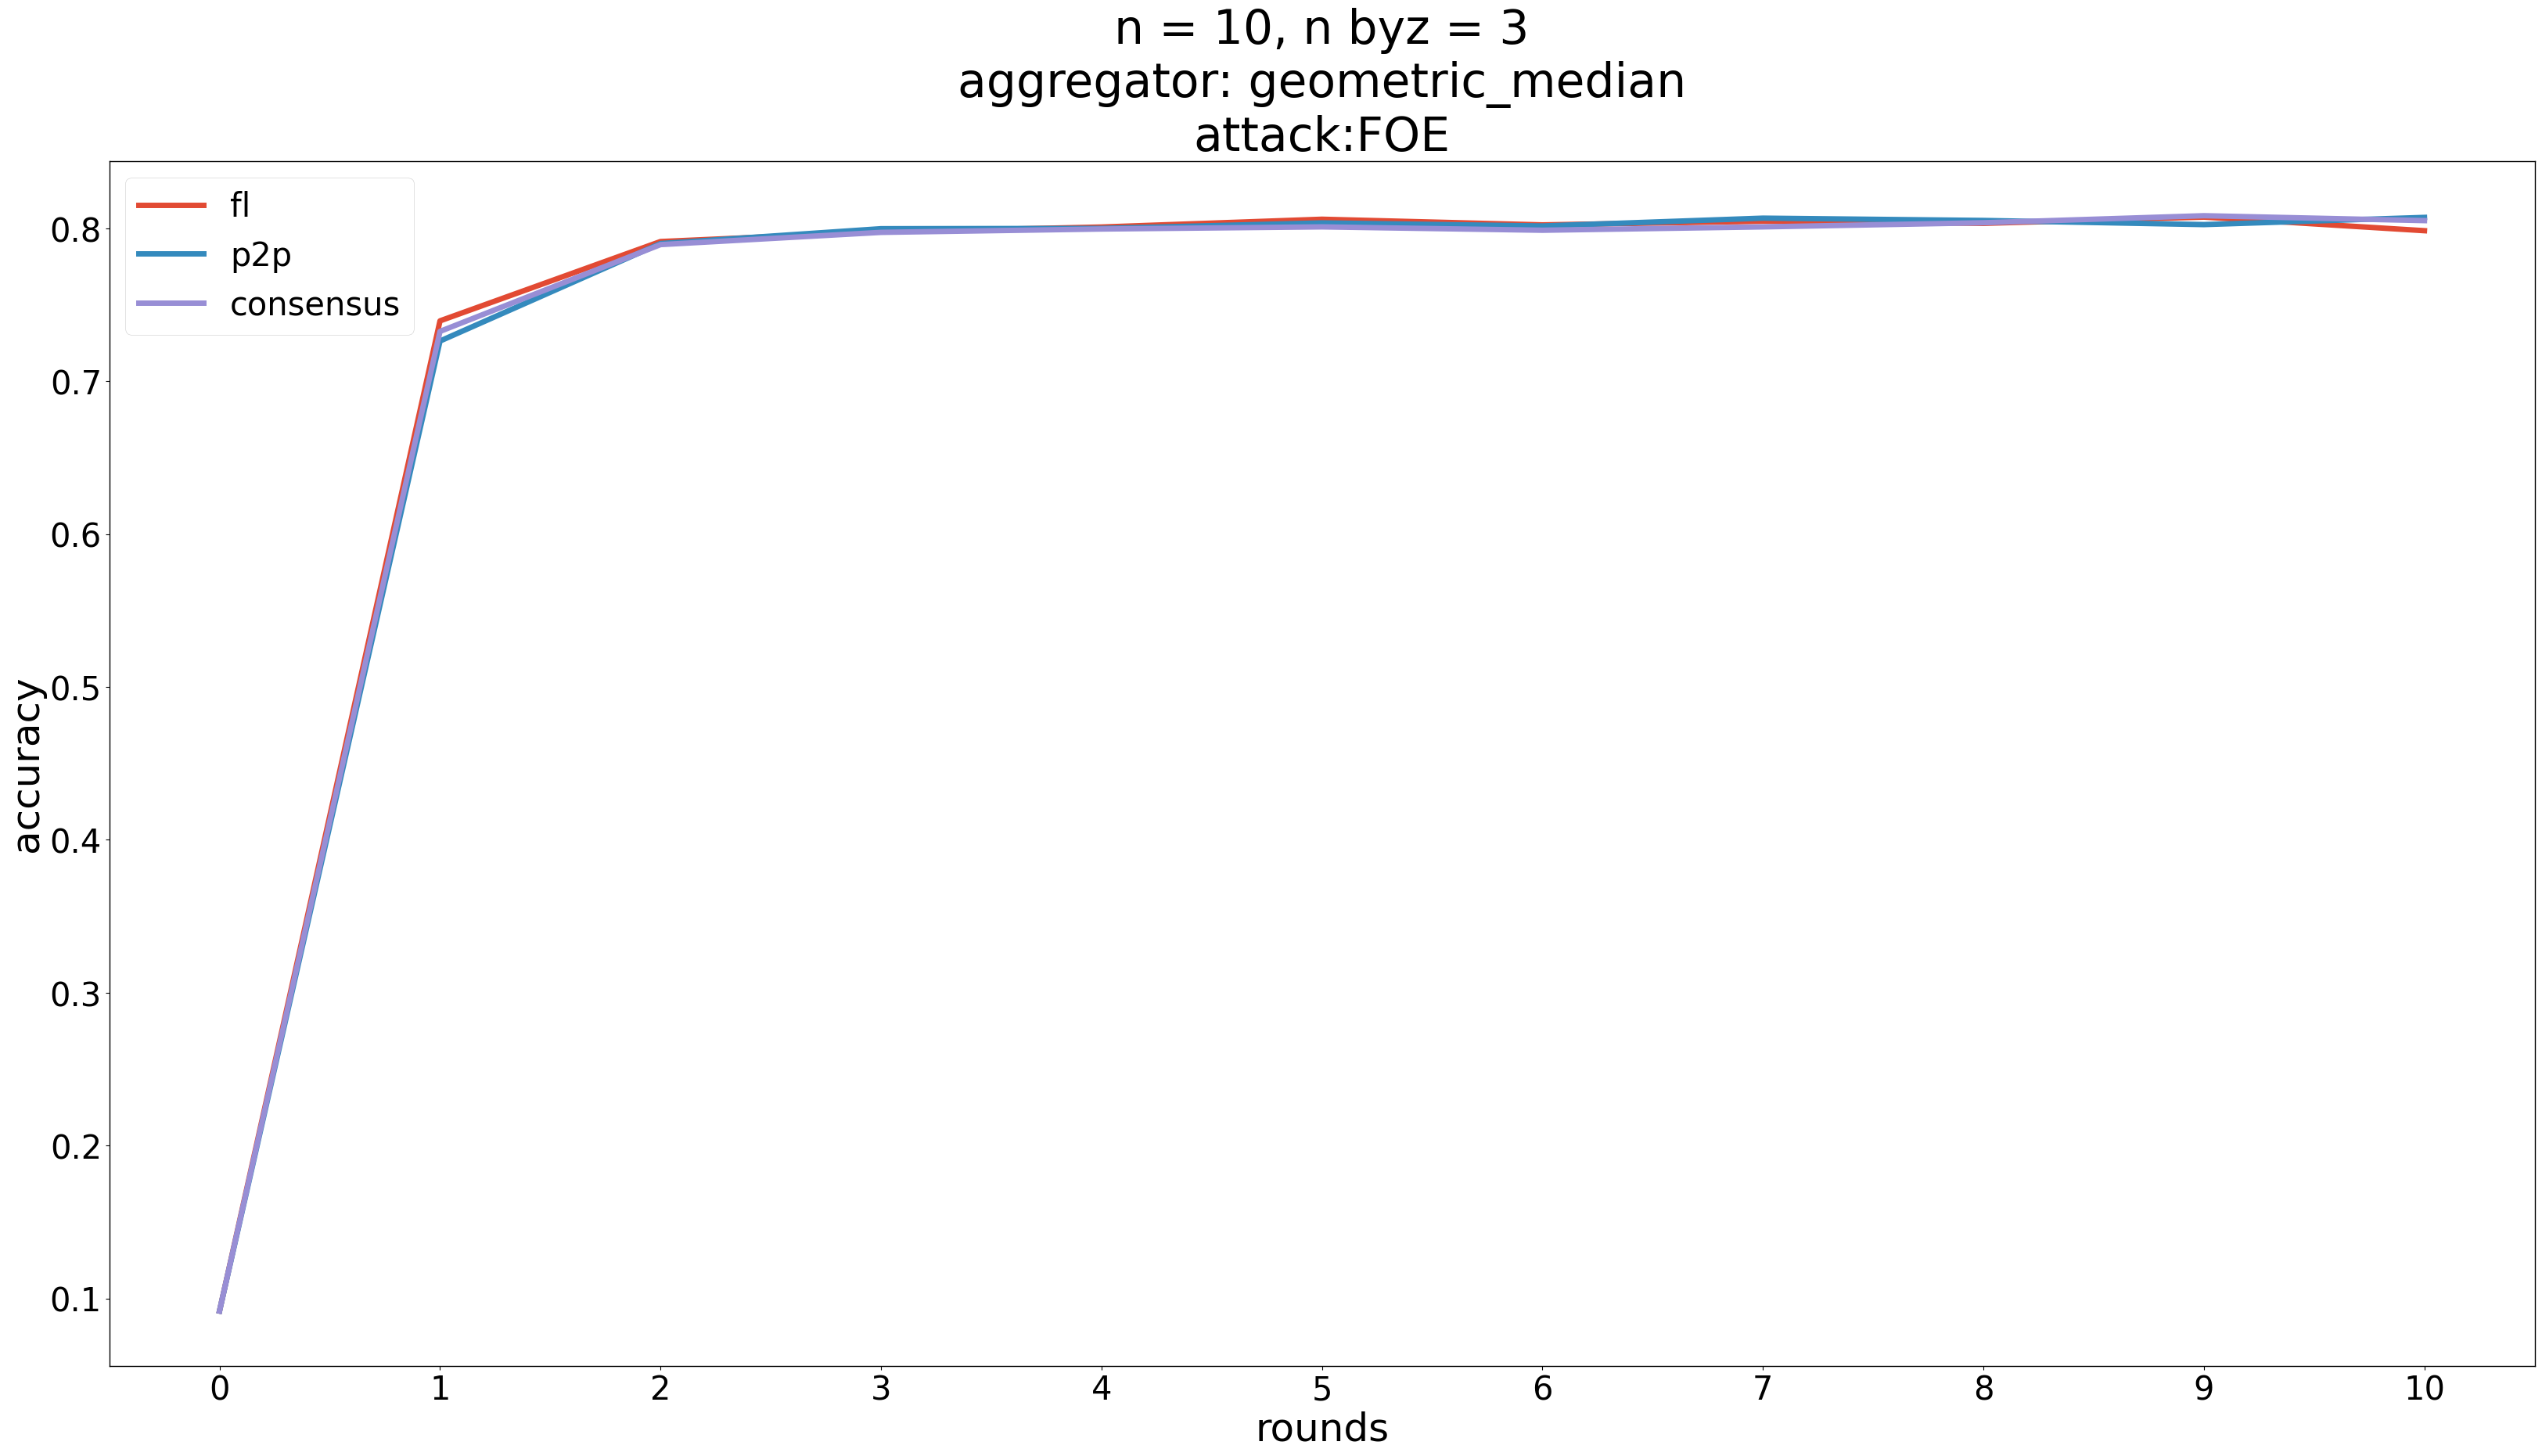 n = 10, n byz = 3
aggregator: geometric_median
attack:FOE
fl
p2p
consensus
accuracy
0.8
0.7
0.6
0.5
0.4
0.3
0.2
0.1
0 1 2 3 4 5 6 7 8 9 10
rounds